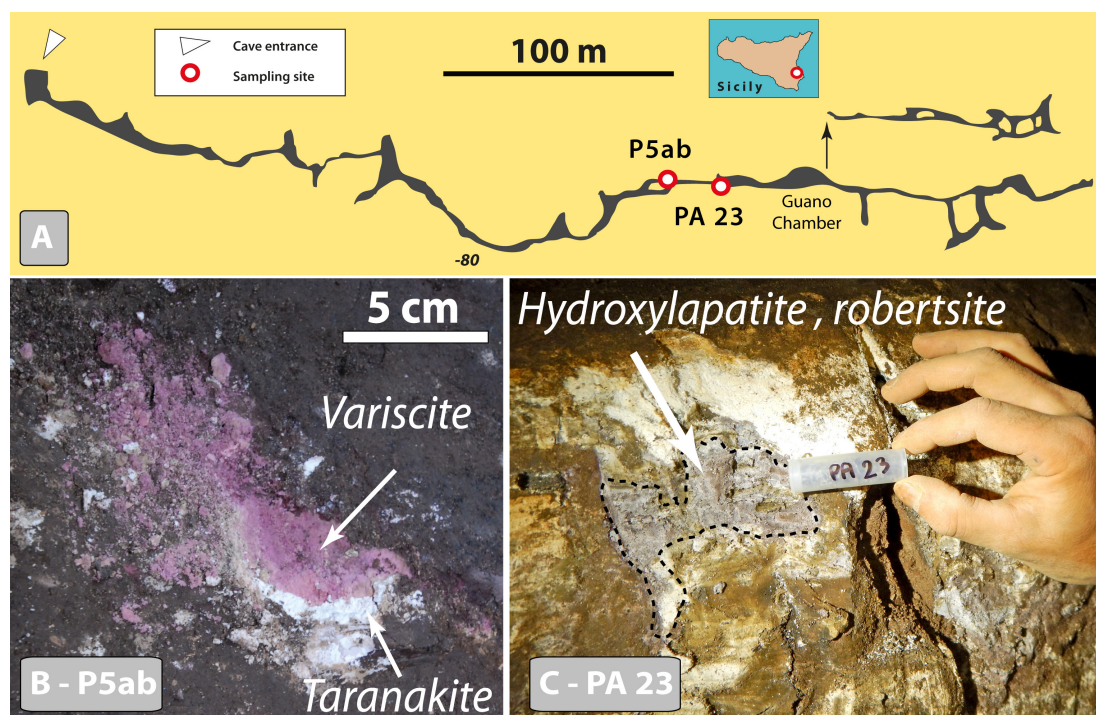 Cave entrance
Sampling site
100 m
Sicily
P5ab
PA 23
Guano
Chamber
A
-80
5 cm
Variscite
Taranakite
B - P5ab
Hydroxylapatite , robertsite
PA 23
C - PA 23